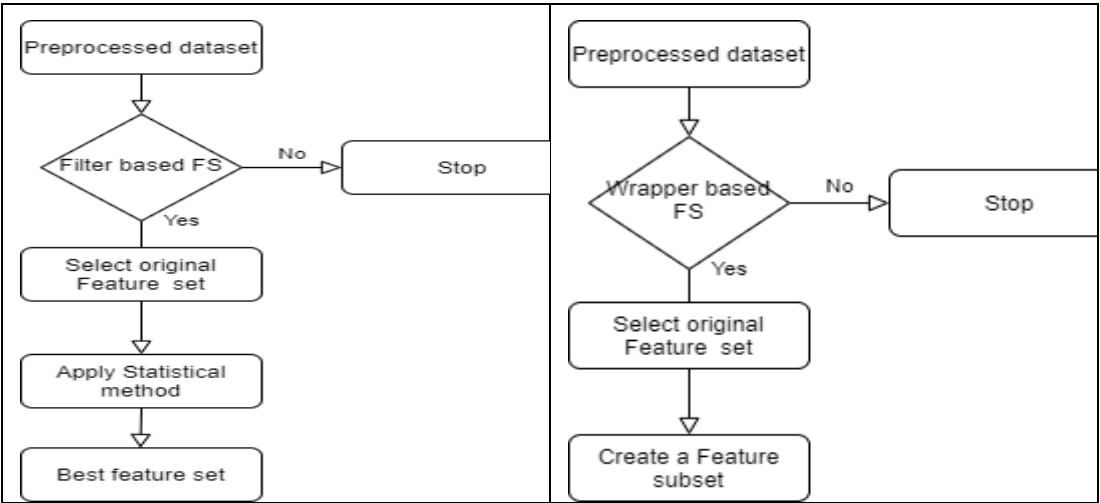 Preprocessed dataset
Filter based FS
No
Stop
Yes
Select original
Feature set
Apply Statistical
method
Best feature set
Preprocessed dataset
Wrapper based
FS
No
Stop
Yes
Select original
Feature set
Create a Feature
subset